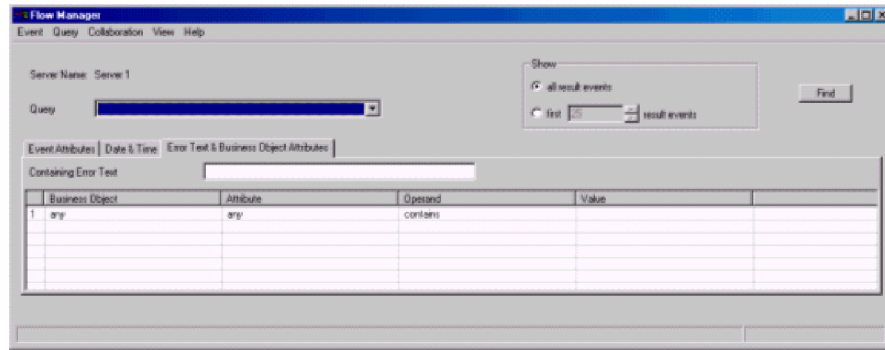 Flow Manager
Event Query Collaboration View Help
Server Name: Server 1
Show
all result events
first 25 result events
Find
Query
Event Attributes Date & Time Error Text & Business Object Attributes
Containing Error Text
Business Object Attribute Operand Value
1 any any contains